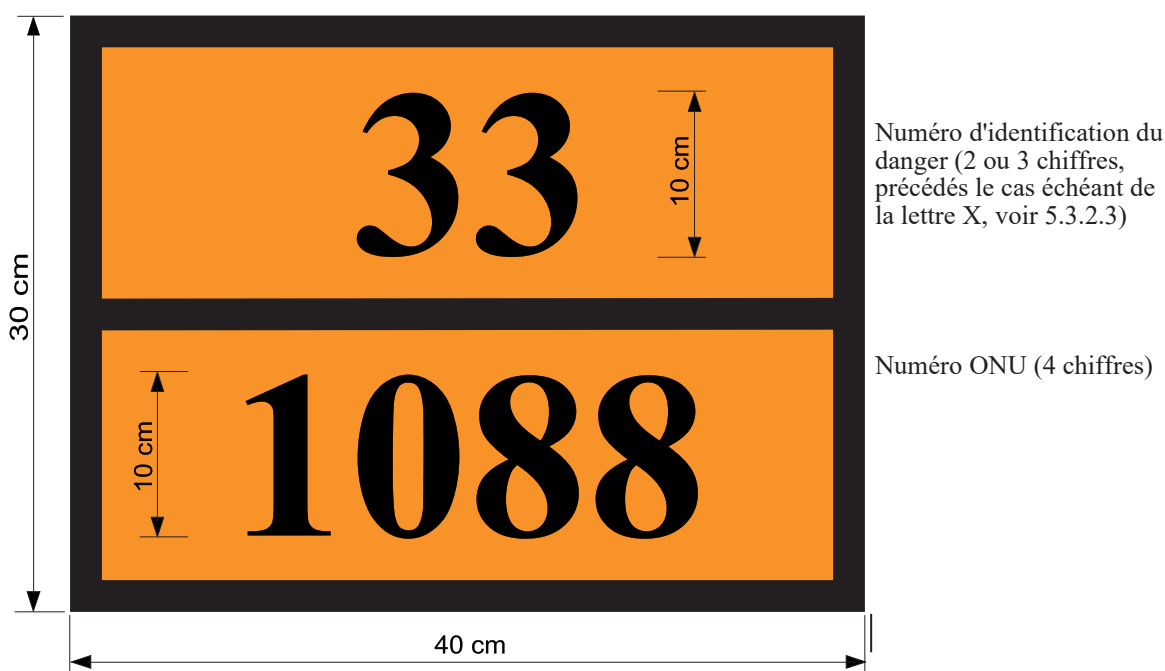 33
10 cm
Numéro d'identification du
danger (2 ou 3 chiffres,
précédés le cas échéant de
la lettre X, voir 5.3.2.3)
30 cm
1088
10 cm
Numéro ONU (4 chiffres)
40 cm